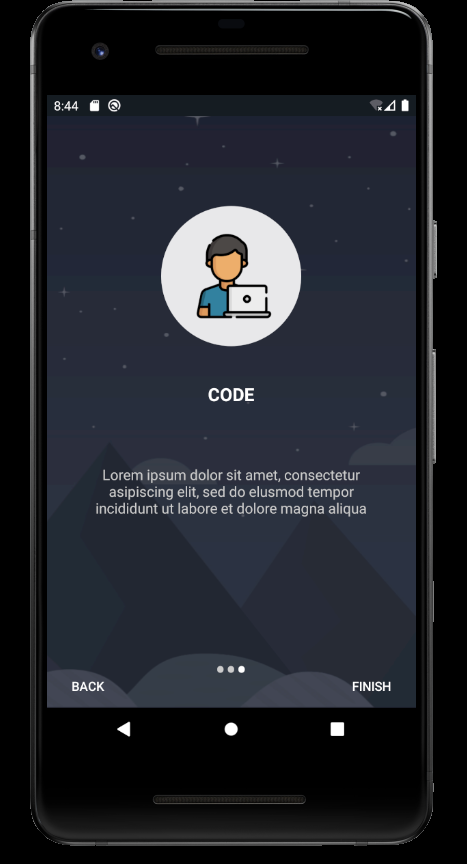 8:44
CODE
Lorem ipsum dolor sit amet, consectetur
adipiscing elit, sed do elusmod tempor
incididunt ut labore et dolore magna aliqua
BACK
FINISH